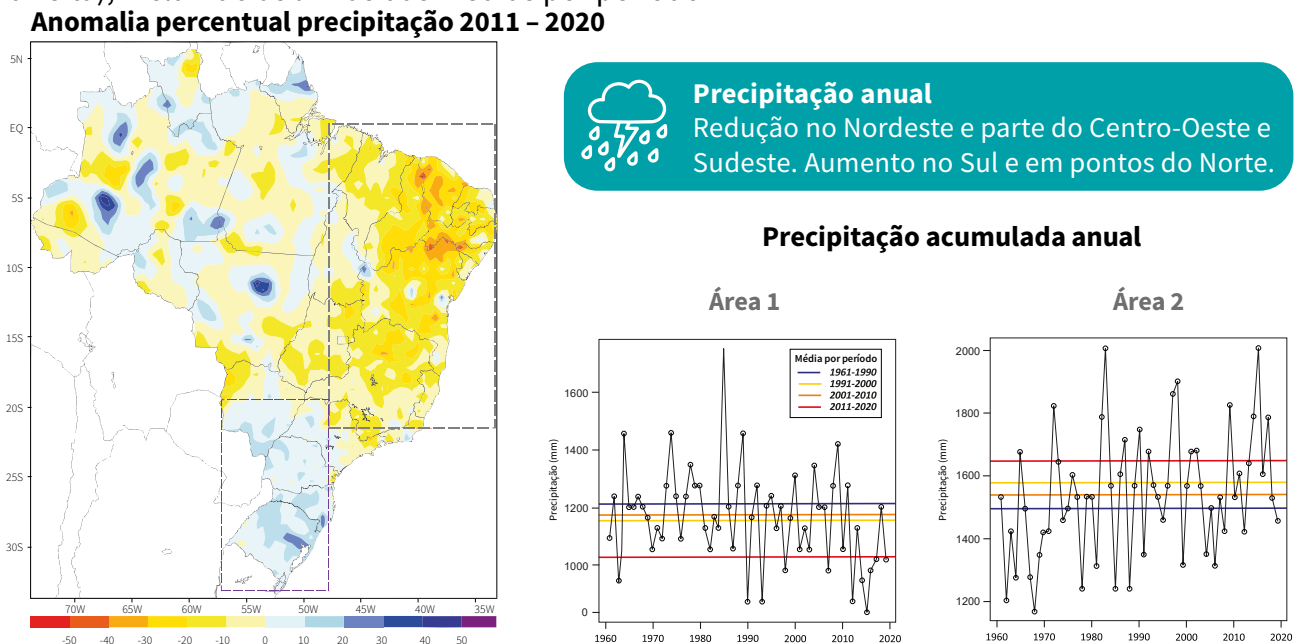 Anomalia percentual precipitação 2011 – 2020
5N
EQ
5S
10S
15S
20S
25S
30S
70W 65W 60W 55W 50W 45W 40W 35W
-50 -40 -30 -20 -10 0 10 20 30 40 50
Precipitação anual
Redução no Nordeste e parte do Centro-Oeste e
Sudeste. Aumento no Sul e em pontos do Norte.
Precipitação acumulada anual
Área 1
Precipitação (mm)
1600
1400
1200
1000
0
Média por período
1961-1990
1991-2000
2001-2010
2011-2020
1960 1970 1980 1990 2000 2010 2020
Área 2
Precipitação (mm)
2000
1800
1600
1400
1200
1960 1970 1980 1990 2000 2010 2020